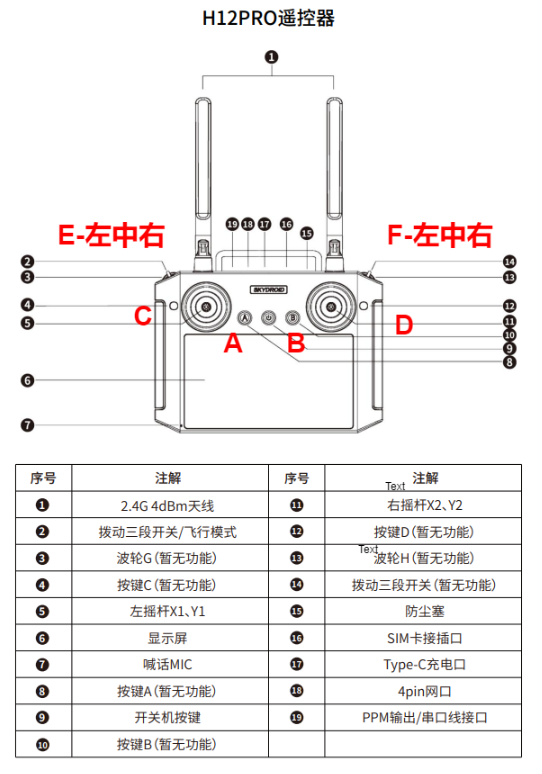 H12PRO遥控器
1
19 18 17 16 15
E-左中右 F-左中右
2 14
3 13
SKYDROID
4 12
C D
5 11
A B
A B
10
9
8
6
7
序号 注解 序号 注解
Text
1 2.4G 4dBm天线 11 右摇杆X2、Y2
2 拨动三段开关/飞行模式 12 按键D(暂无功能)
Text
3 波轮G(暂无功能) 13 波轮H(暂无功能)
4 按键C(暂无功能) 14 拨动三段开关(暂无功能)
5 左摇杆X1、Y1 15 防尘塞
6 显示屏 16 SIM卡接插口
7 喊话MIC 17 Type-C充电口
8 按键A(暂无功能) 18 4pin网口
9 开关机按键 19 PPM输出/串口线接口
10 按键B(暂无功能)